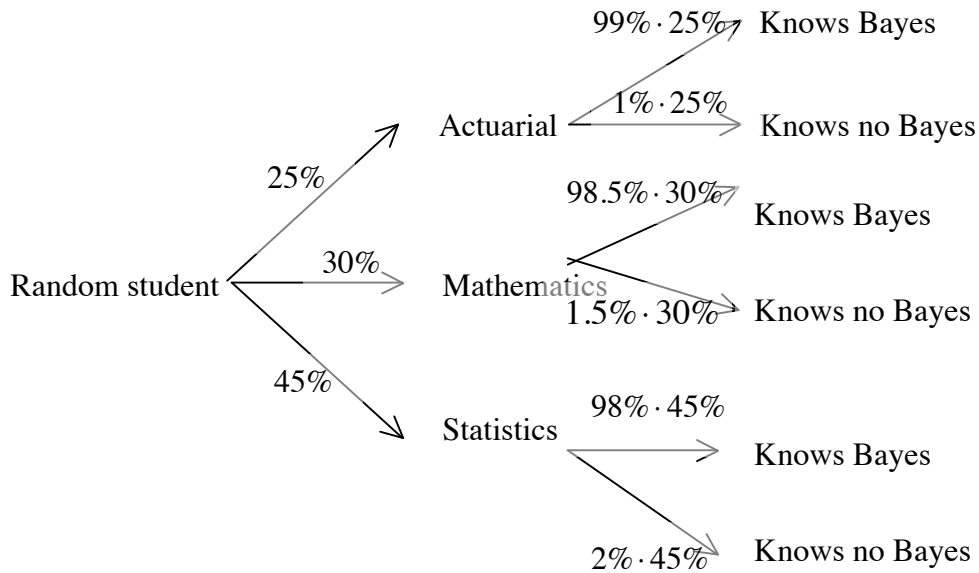 99% · 25%
Knows Bayes
1% · 25%
Actuarial
Knows no Bayes
25%
98.5% · 30%
Knows Bayes
30%
Random student
Mathematics
1.5% · 30%
Knows no Bayes
45%
98% · 45%
Statistics
Knows Bayes
2% · 45%
Knows no Bayes